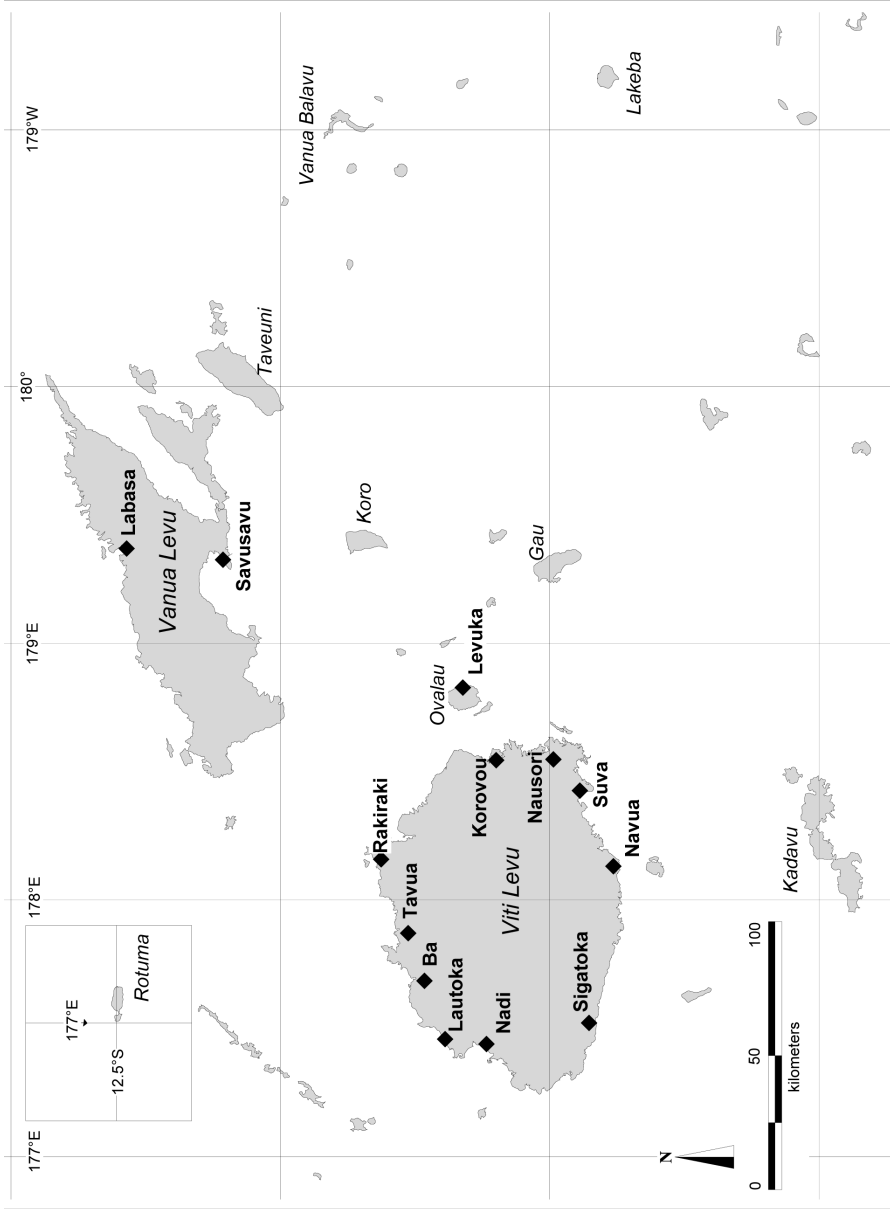 177°E
178°E
179°E
180°
179°W
177°E
12.5°S
Rotuma
Labasa
Vanua Levu
Savusavu
Taveuni
Vanua Balavu
Lakeba
Koro
Gau
Ovalau
Levuka
Rakiraki
Tavua
Ba
Lautoka
Nadi
Viti Levu
Korovou
Nausori
Suva
Navua
Sigatoka
Kadavu
N
0
50
100
kilometers